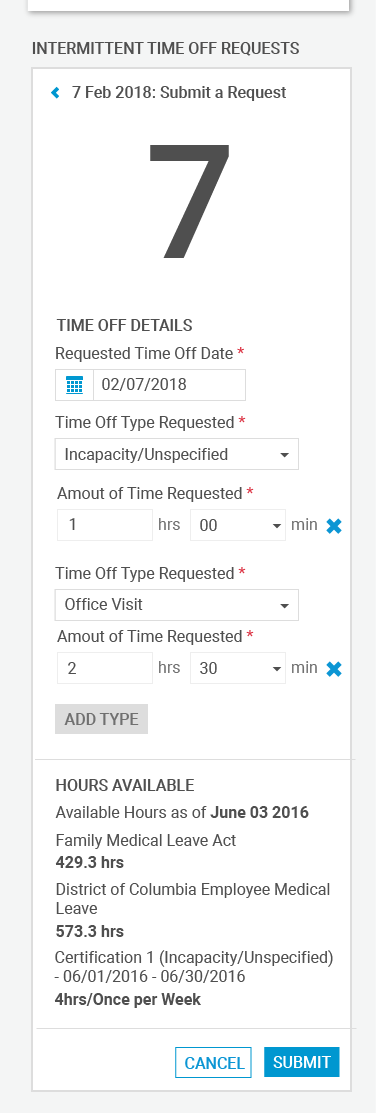 INTERMITTENT TIME OFF REQUESTS
7 Feb 2018: Submit a Request
7
TIME OFF DETAILS
Requested Time Off Date *
02/07/2018
Time Off Type Requested *
Incapacity/Unspecified
Amout of Time Requested *
1 hrs 00 min
Time Off Type Requested *
Office Visit
Amout of Time Requested *
2 hrs 30 min
ADD TYPE
HOURS AVAILABLE
Available Hours as of June 03 2016
Family Medical Leave Act
429.3 hrs
District of Columbia Employee Medical
Leave
573.3 hrs
Certification 1 (Incapacity/Unspecified)
- 06/01/2016 - 06/30/2016
4hrs/Once per Week
CANCEL SUBMIT